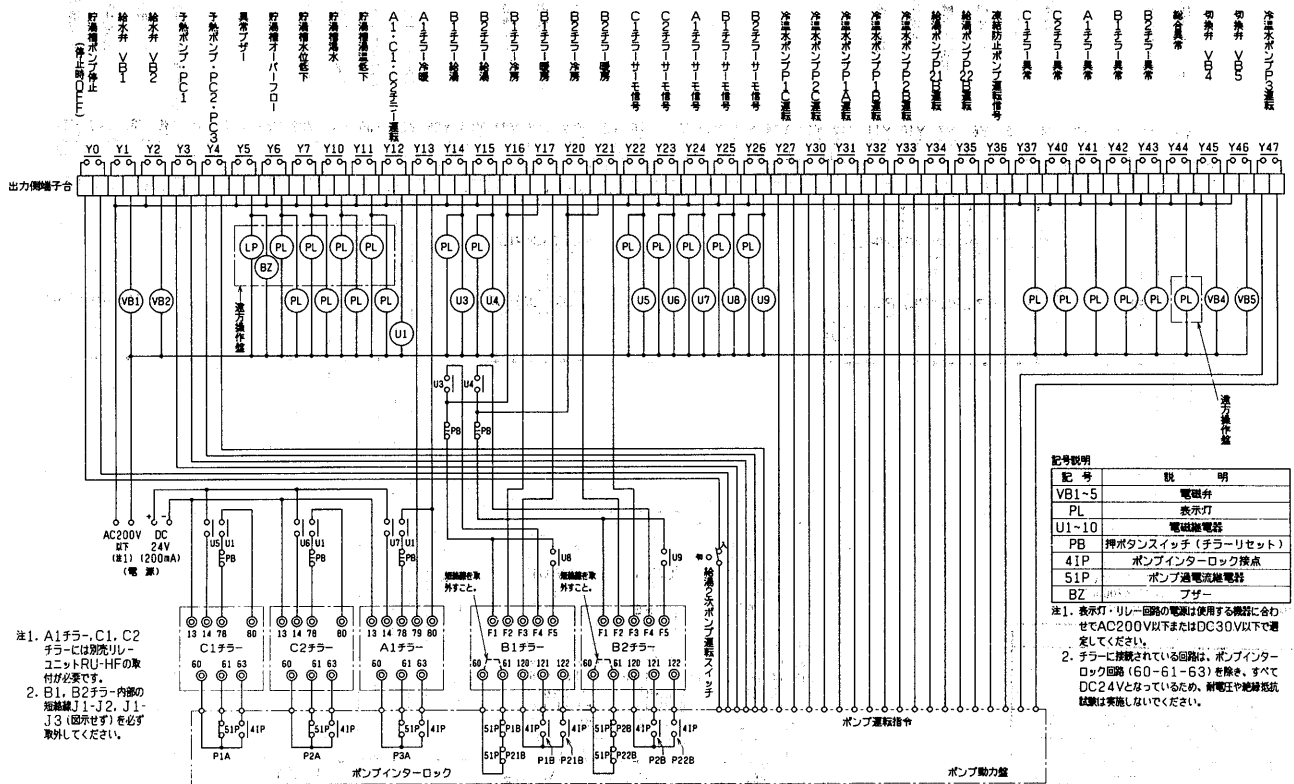 貯湯槽ポンプ停止
(停止時OFF)
給水弁 VB1
給水弁 VB2
予熱ポンプ・PC1
予熱ポンプ・PC2・PC3
異常ブザー
貯湯槽オーバーフロー
貯湯槽水位低下
貯湯槽渇水
貯湯槽湯温低下
A1・C1・C2チラー運転
A1チラー冷暖
B1チラー給湯
B2チラー給湯
B1チラー冷房
B1チラー暖房
B2チラー冷房
B2チラー暖房
C1チラーサーモ信号
C2チラーサーモ信号
A1チラーサーモ信号
B1チラーサーモ信号
B2チラーサーモ信号
冷温水ポンプP1C運転
冷温水ポンプP2C運転
冷温水ポンプP1A運転
冷温水ポンプP1B運転
冷温水ポンプP2B運転
給湯ポンプP21B運転
給湯ポンプP22B運転
凍結防止ポンプ運転信号
C1チラー異常
C2チラー異常
A1チラー異常
B1チラー異常
B2チラー異常
総合異常
切換弁 VB4
切換弁 VB5
冷温水ポンプP3運転
Y0 Y1 Y2 Y3 Y4 Y5 Y6 Y7 Y10 Y11 Y12 Y13 Y14 Y15 Y16 Y17 Y20 Y21 Y22 Y23 Y24 Y25 Y26 Y27 Y30 Y31 Y32 Y33 Y34 Y35 Y36 Y37 Y40 Y41 Y42 Y43 Y44 Y45 Y46 Y47
出力側端子台
LP PL PL PL PL PL PL PL PL PL PL PL
BZ
VB1 VB2 PL PL PL PL U3 U4 U5 U6 U7 U8 U9 PL PL PL PL PL PL VB4 VB5
U1
遠方操作盤
遠方操作盤
U3 U4
PB PB
AC200V
以下
(注1)
DC
24V
(200mA)
(電 源)
U5 U1 U6 U1 U7 U1
PB PB PB
U8 U9
短絡線を取
外すこと。
短絡線を取
外すこと。
切 入
給湯2次ポンプ運転スイッチ
13 14 78 80 13 14 78 80 13 14 78 79 80 F1 F2 F3 F4 F5 F1 F2 F3 F4 F5
C1チラー C2チラー A1チラー B1チラー B2チラー
60 61 63 60 61 63 60 61 63 60 61 120 121 122 60 61 120 121 122
51P 41P 51P 41P 51P 41P 51P P1B 41P 41P 51P P2B 41P 41P
51P P21B P1B P21B 51P P22B P2B P22B
P1A P2A P3A
ポンプインターロック
ポンプ運転指令
ポンプ動力盤
注1. A1チラー,C1, C2
チラーには別売リレー
ユニットRU-HFの取
付が必要です。
2. B1, B2チラー内部の
短絡線J1-J2, J1-
J3(図示せず)を必ず
取外してください。
記号説明
記 号 説 明
VB1~5 電磁弁
PL 表示灯
U1~10 電磁継電器
PB 押ボタンスイッチ(チラーリセット)
41P ポンプインターロック接点
51P ポンプ過電流継電器
BZ ブザー
注1. 表示灯・リレー回路の電源は使用する機器に合わ
せてAC200V以下またはDC30V以下で選
定してください。
2. チラーに接続されている回路は、ポンプインター
ロック回路(60-61-63)を除き、すべて
DC24Vとなっているため、耐電圧や絶縁抵抗
試験は実施しないでください。